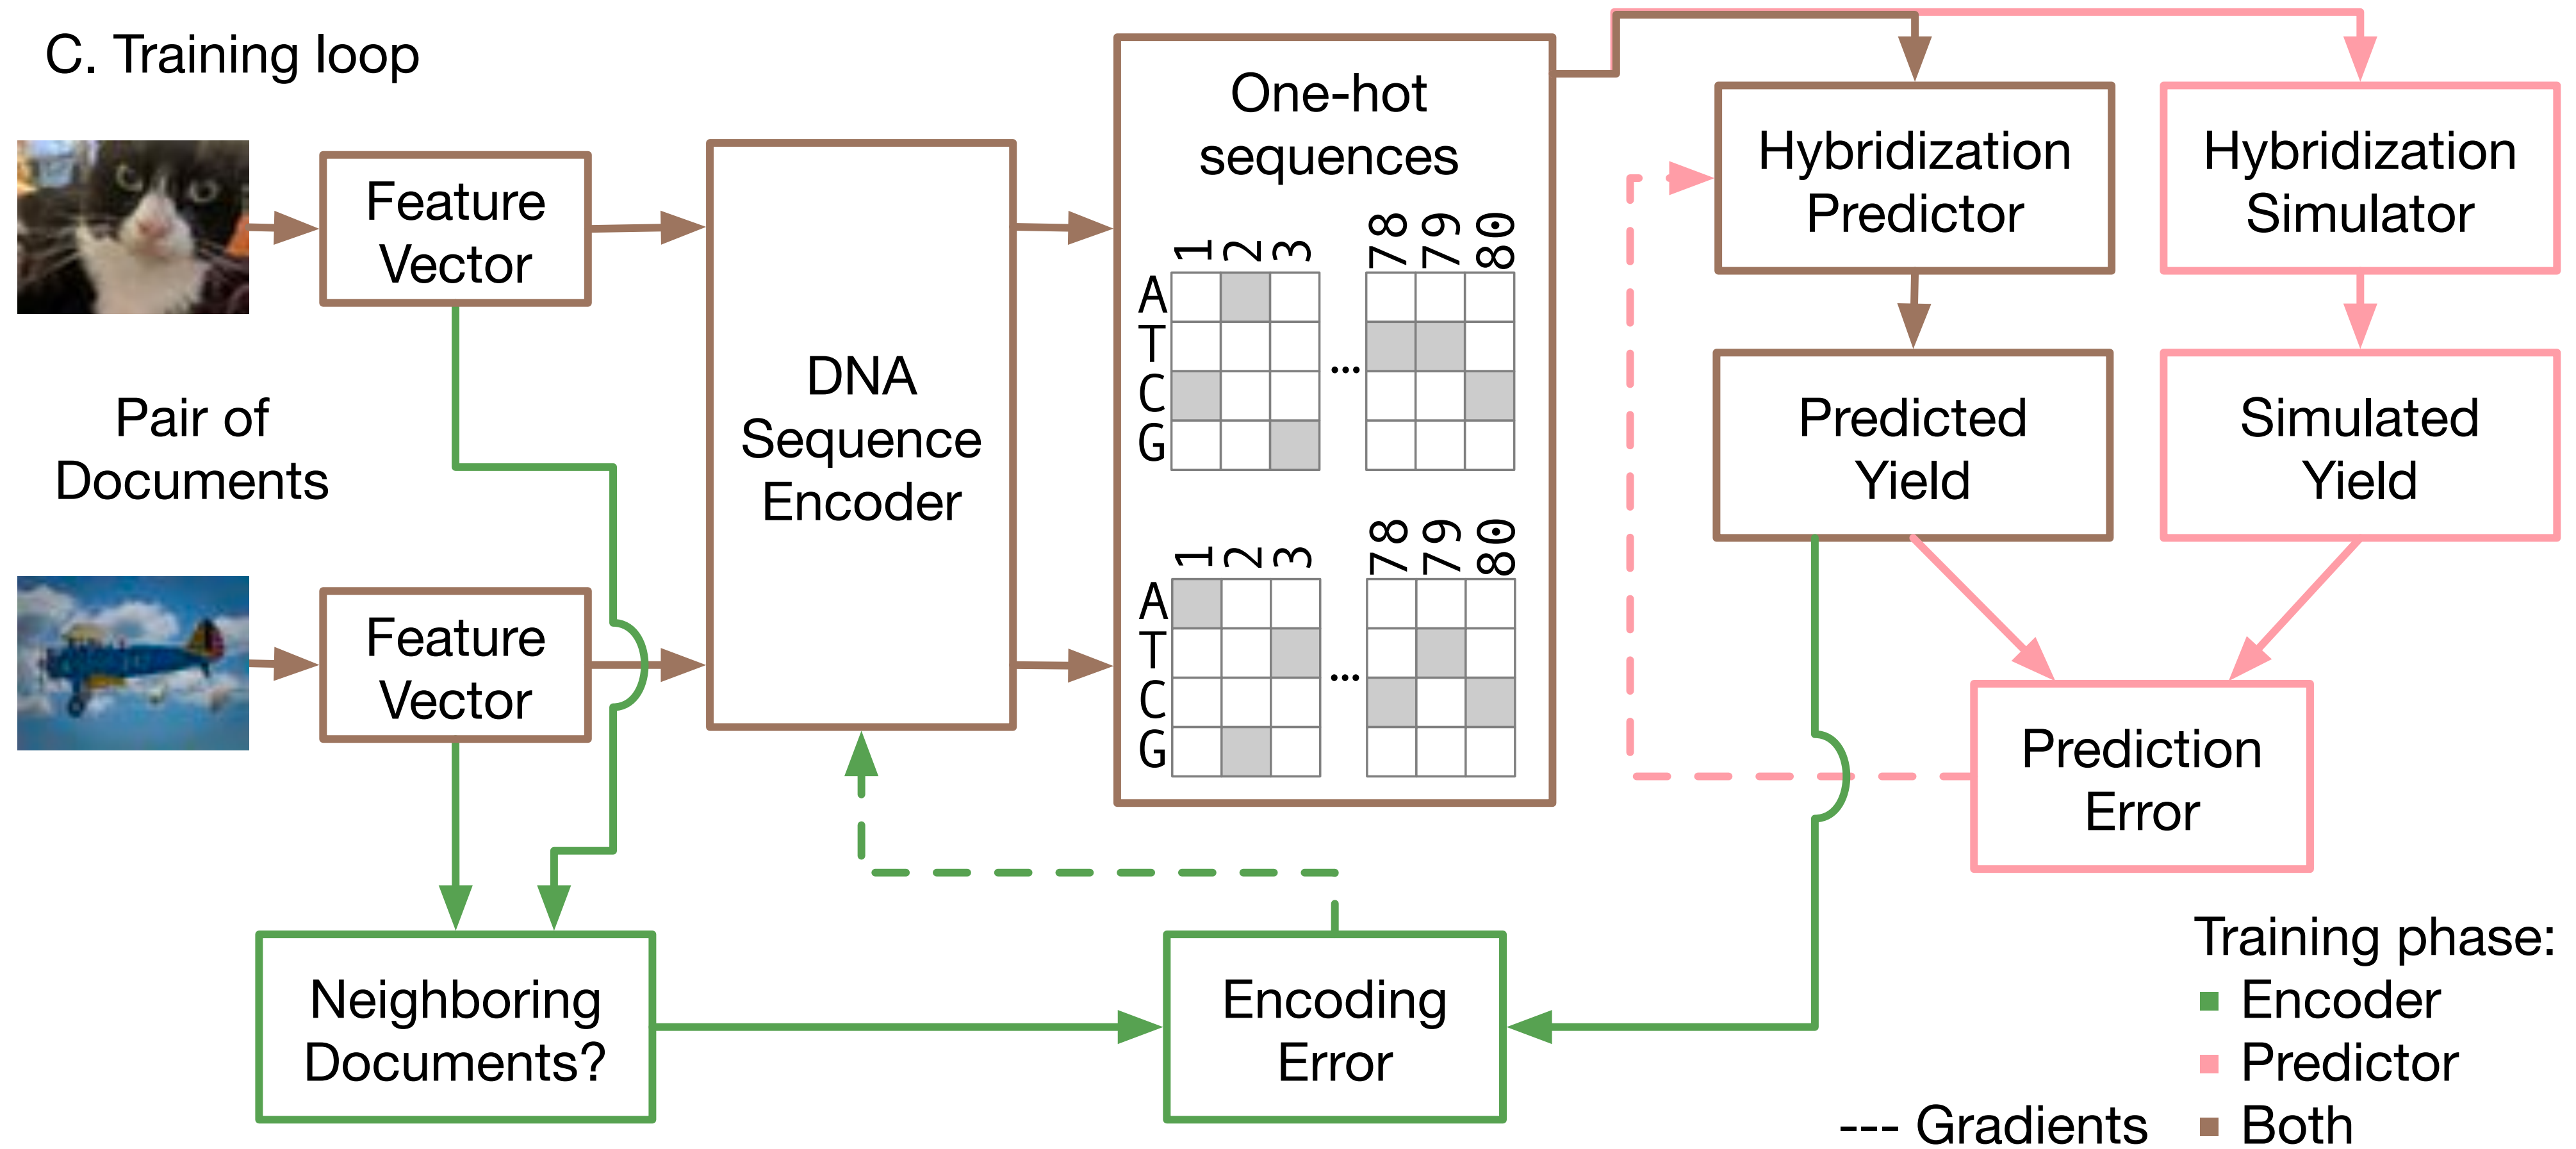 C. Training loop
Feature
Vector
Pair of
Documents
Feature
Vector
DNA
Sequence
Encoder
One-hot
sequences
1 2 3 78 79 80
A
T
C
G
...
1 2 3 78 79 80
A
T
C
G
...
Hybridization
Predictor
Hybridization
Simulator
Predicted
Yield
Simulated
Yield
Prediction
Error
Neighboring
Documents?
Encoding
Error
Training phase:
Encoder
Predictor
Both
--- Gradients